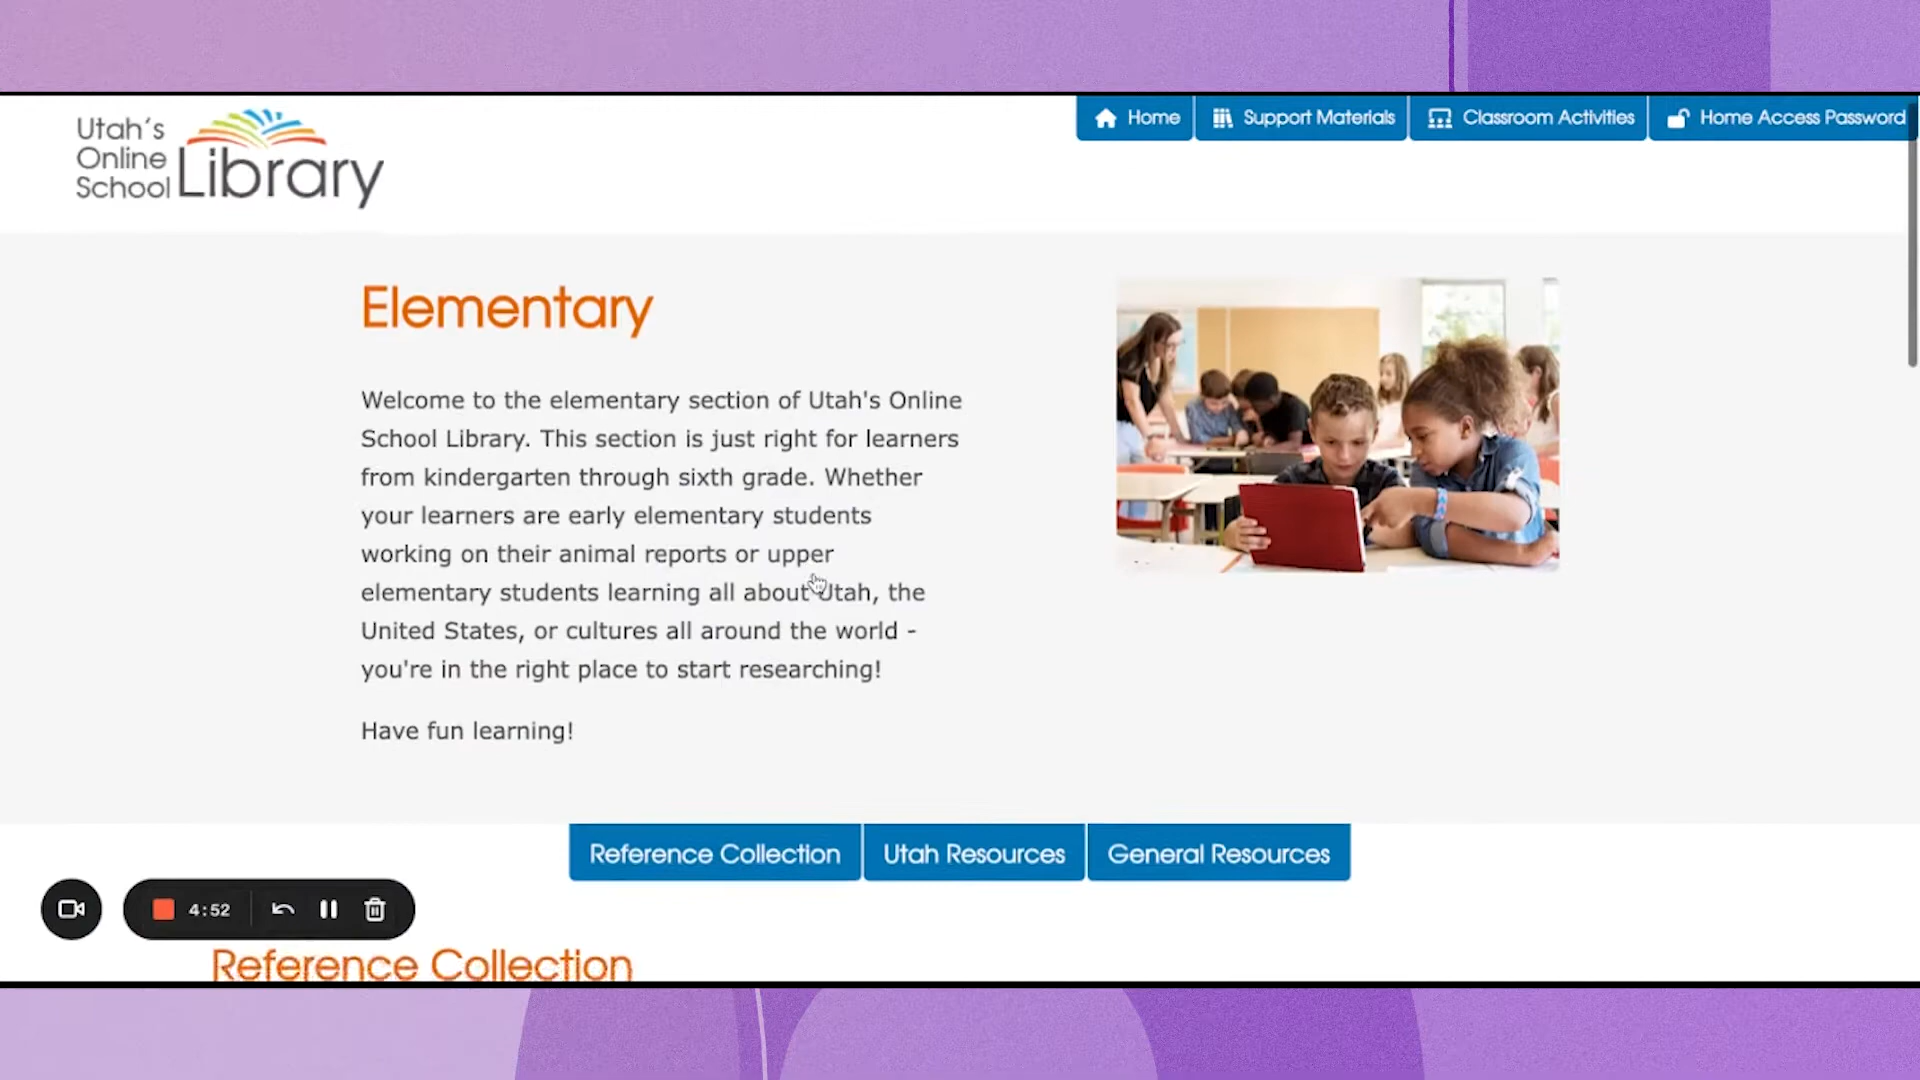 Utah's
Online
School Library
Home
Support Materials
Classroom Activities
Home Access Password
Elementary
Welcome to the elementary section of Utah's Online
School Library. This section is just right for learners
from kindergarten through sixth grade. Whether
your learners are early elementary students
working on their animal reports or upper
elementary students learning all about Utah, the
United States, or cultures all around the world -
you're in the right place to start researching!
Have fun learning!
Reference Collection
Utah Resources
General Resources
4:52
Reference Collection